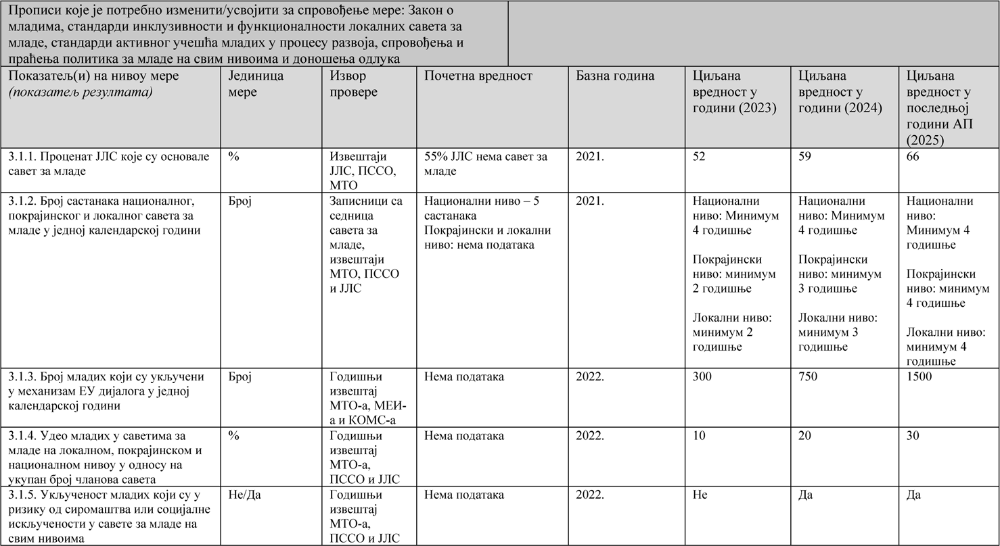 Прописи које је потребно изменити/усвојити за спровођење мере: Закон о
младима, стандарди инклузивности и функционалности локалних савета за
младе, стандарди активног учешћа младих у процесу развоја, спровођења и
праћења политика за младе на свим нивоима и доношења одлука
Показатељ(и) на нивоу мере
(показатељ резултата)
Јединица
мере
Извор
провере
Почетна вредност
Базна година
Циљана
вредност у
години (2023)
Циљана
вредност у
години (2024)
Циљана
вредност у
последњој
години АП
(2025)
3.1.1. Проценат ЈЛС које су основале
савет за младе
%
Извештаји
ЈЛС, ПССО,
МТО
55% ЈЛС нема савет за
младе
2021.
52
59
66
3.1.2. Број састанака националног,
покрајинског и локалног савета за
младе у једној календарској години
Број
Записници са
седница
савета за
младе,
извештаји
МТО, ПССО
и ЈЛС
Национални ниво – 5
састанака
Покрајински и локални
ниво: нема података
2021.
Национални
ниво: Минимум
4 годишње
Покрајински
ниво: минимум
2 годишње
Локални ниво:
минимум 2
годишње
Национални
ниво: Минимум
4 годишње
Покрајински
ниво: минимум
3 годишње
Локални ниво:
минимум 3
годишње
Национални
ниво:
Минимум 4
годишње
Покрајински
ниво: минимум
4 годишње
Локални ниво:
минимум 4
годишње
3.1.3. Број младих који су укључени
у механизам ЕУ дијалога у једној
календарској години
Број
Годишњи
извештај
МТО-а, МЕИ-
а и КОМС-а
Нема података
2022.
300
750
1500
3.1.4. Удео младих у саветима за
младе на локалном, покрајинском и
националном нивоу у односу на
укупан број чланова савета
%
Годишњи
извештај
МТО-а,
ПССО и ЈЛС
Нема података
2022.
10
20
30
3.1.5. Укљученост младих који су у
ризику од сиромаштва или социјалне
искључености у савете за младе на
свим нивоима
Не/Да
Годишњи
извештај
МТО-а,
ПССО и ЈЛС
Нема података
2022.
Не
Да
Да